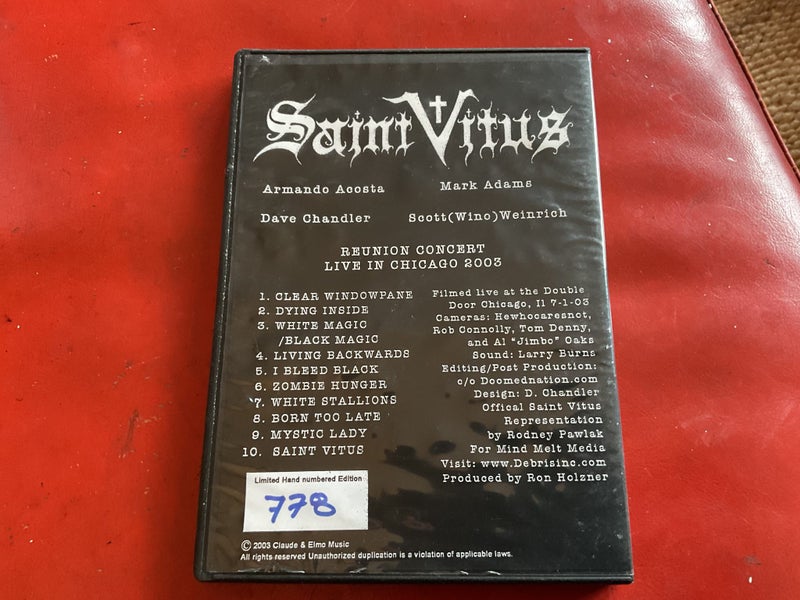 Saint Vitus
Armando Acosta
Mark Adams
Dave Chandler
Scott(Wino)Weinrich
REUNION CONCERT
LIVE IN CHICAGO 2003
1. CLEAR WINDOWPANE
2. DYING INSIDE
3. WHITE MAGIC
/BLACK MAGIC
4. LIVING BACKWARDS
5. I BLEED BLACK
6. ZOMBIE HUNGER
7. WHITE STALLIONS
8. BORN TOO LATE
9. MYSTIC LADY
10. SAINT VITUS
Filmed live at the Double
Door Chicago, Il 7-1-03
Cameras: Hewhocaresnot,
Rob Connolly, Tom Denny,
and Al "Jimbo" Oaks
Sound: Larry Burns
Editing/Post Production:
c/o Doomednation.com
Design: D. Chandler
Offical Saint Vitus
Representation
by Rodney Pawlak
For Mind Melt Media
Visit: www.Debrisinc.com
Produced by Ron Holzner
Limited Hand numbered Edition
778
© 2003 Claude & Elmo Music
All rights reserved Unauthorized duplication is a violation of applicable laws.